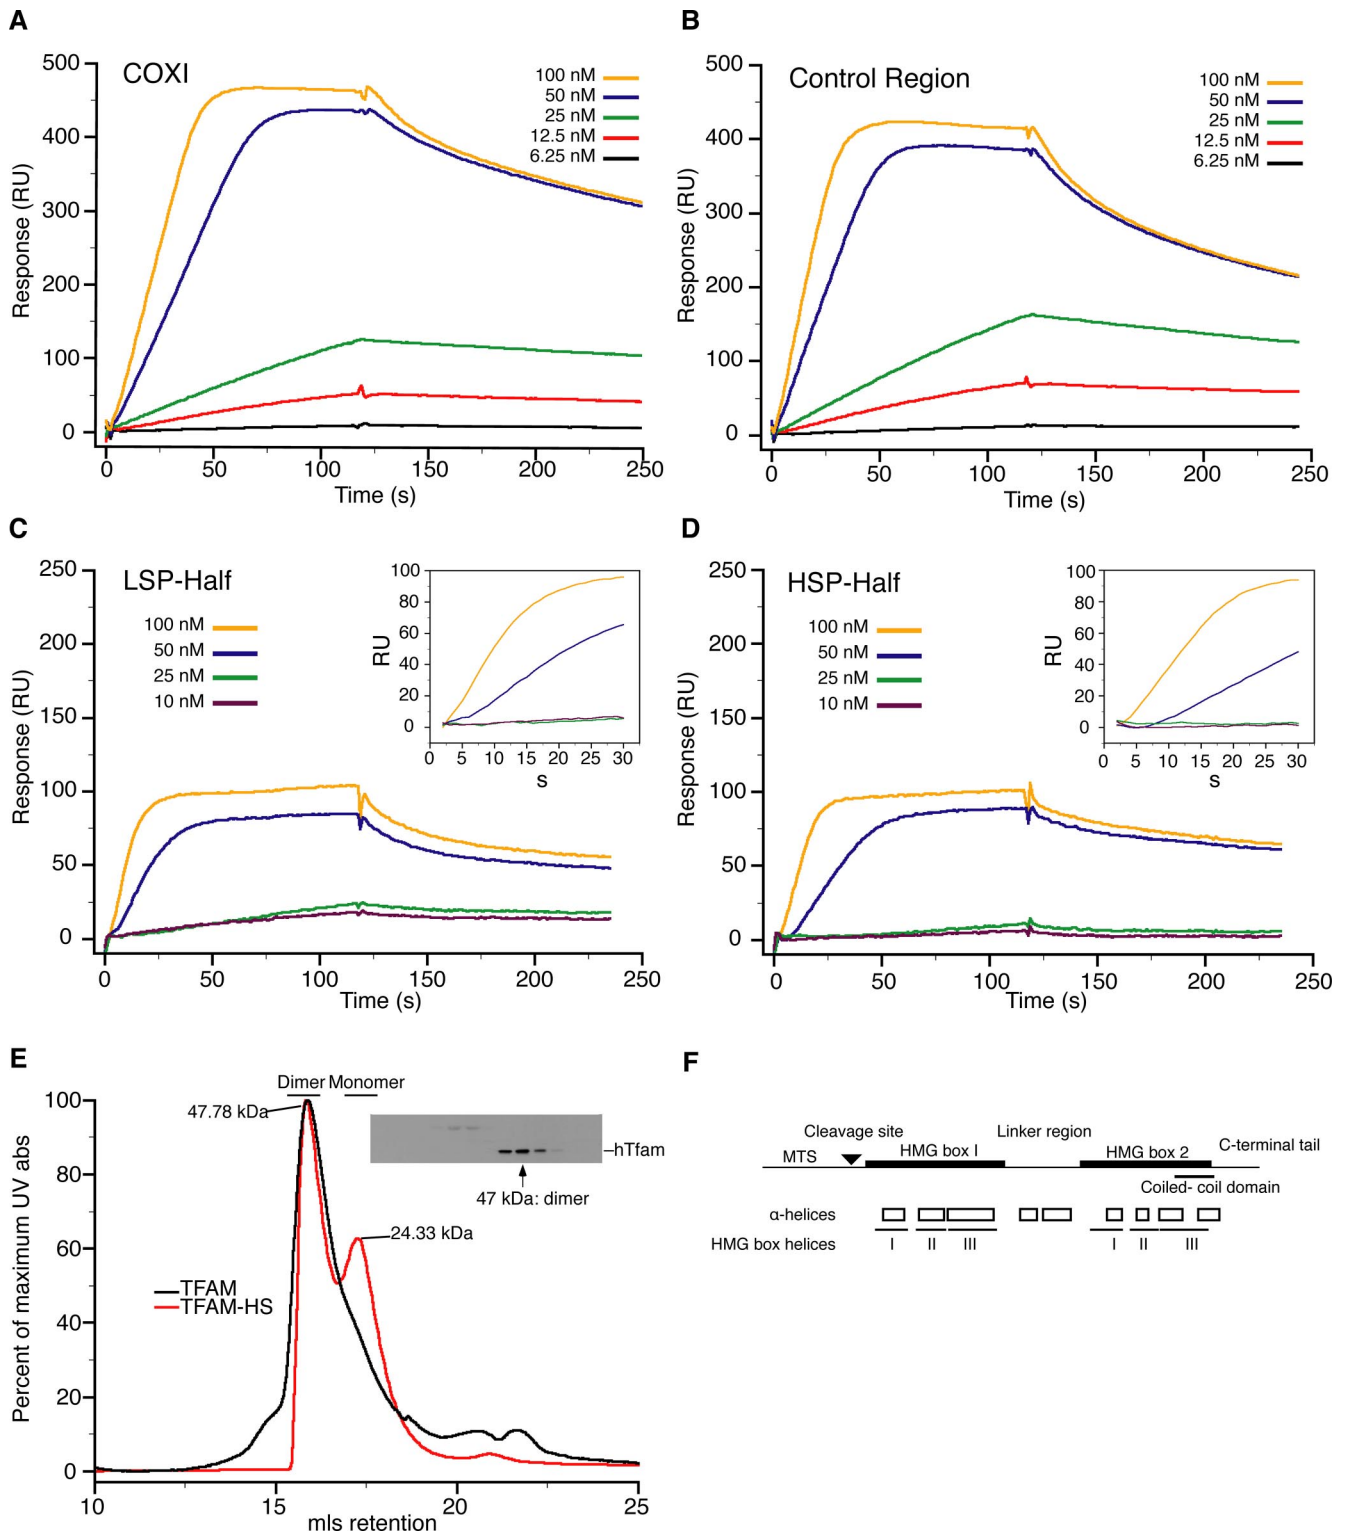 A
COXI
500
400
300
200
100
0
Response (RU)
100 nM
50 nM
25 nM
12.5 nM
6.25 nM
0
50
100
150
200
250
Time (s)
B
Control Region
500
400
300
200
100
0
Response (RU)
100 nM
50 nM
25 nM
12.5 nM
6.25 nM
0
50
100
150
200
250
Time (s)
C
LSP-Half
250
200
150
100
50
0
Response (RU)
100 nM
50 nM
25 nM
10 nM
100
80
60
40
20
0
RU
0
5
10
15
20
25
30
s
0
50
100
150
200
250
Time (s)
D
HSP-Half
250
200
150
100
50
0
Response (RU)
100 nM
50 nM
25 nM
10 nM
100
80
60
40
20
0
RU
0
5
10
15
20
25
30
s
0
50
100
150
200
250
Time (s)
E
Dimer Monomer
100
80
60
40
20
0
Percent of maximum UV abs
47.78 kDa
–hTfam
47 kDa: dimer
24.33 kDa
TFAM
TFAM-HS
10
15
20
25
mls retention
F
Cleavage site
Linker region
MTS
HMG box I
HMG box 2
C-terminal tail
Coiled- coil domain
α-helices
HMG box helices
I
II
III
I
II
III